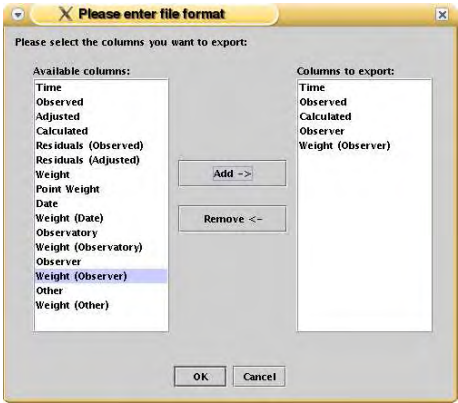 Please enter file format
Please select the columns you want to export:
Available columns:
Time
Observed
Adjusted
Calculated
Residuals (Observed)
Residuals (Adjusted)
Weight
Point Weight
Date
Weight (Date)
Observatory
Weight (Observatory)
Observer
Weight (Observer)
Other
Weight (Other)
Add ->
Remove <-
Columns to export:
Time
Observed
Calculated
Observer
Weight (Observer)
OK
Cancel